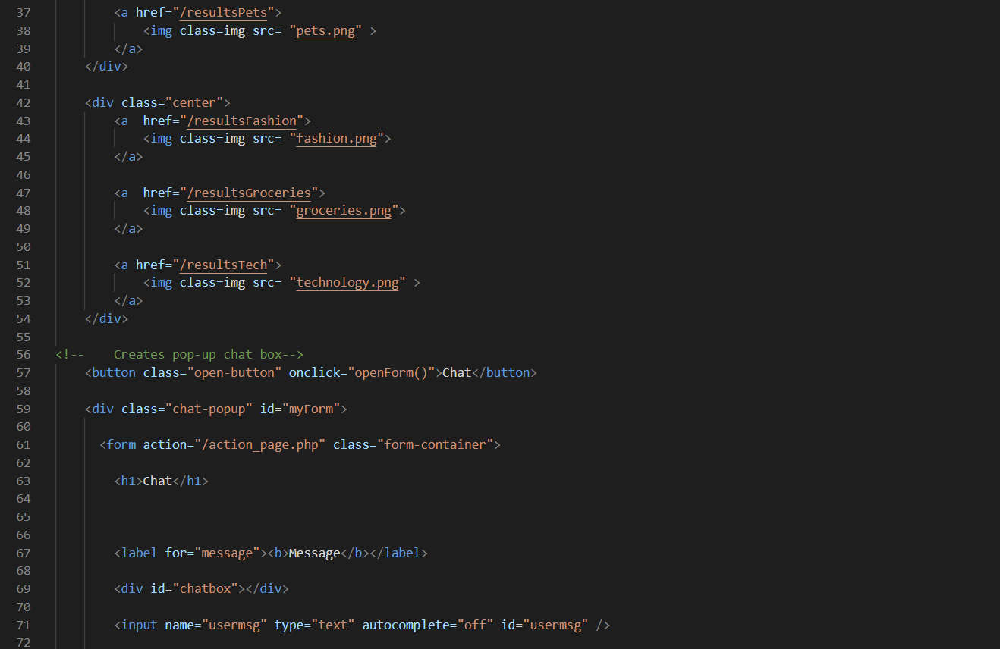 37 <a href="/resultsPets">
38 <img class=img src= "pets.png" >
39 </a>
40 </div>
41
42 <div class="center">
43 <a  href="/resultsFashion">
44 <img class=img src= "fashion.png">
45 </a>
46
47 <a  href="/resultsGroceries">
48 <img class=img src= "groceries.png">
49 </a>
50
51 <a href="/resultsTech">
52 <img class=img src= "technology.png" >
53 </a>
54 </div>
55
56 <!--    Creates pop-up chat box-->
57 <button class="open-button" onclick="openForm()">Chat</button>
58
59 <div class="chat-popup" id="myForm">
60
61 <form action="/action_page.php" class="form-container">
62
63 <h1>Chat</h1>
64
65
66
67 <label for="message"><b>Message</b></label>
68
69 <div id="chatbox"></div>
70
71 <input name="usermsg" type="text" autocomplete="off" id="usermsg" />
72